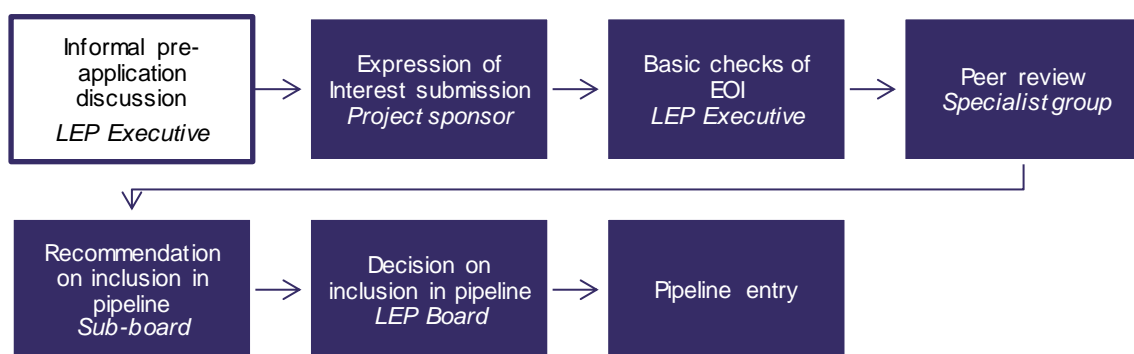 Informal pre-
application
discussion
LEP Executive
Expression of
Interest submission
Project sponsor
Basic checks of
EOI
LEP Executive
Peer review
Specialist group
Recommendation
on inclusion in
pipeline
Sub-board
Decision on
inclusion in pipeline
LEP Board
Pipeline entry